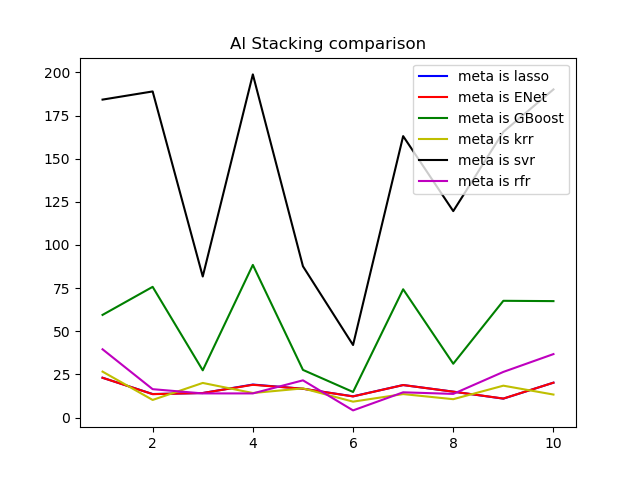 Al Stacking comparison
200
175
150
125
100
75
50
25
0
2
4
6
8
10
meta is lasso
meta is ENet
meta is GBoost
meta is krr
meta is svr
meta is rfr